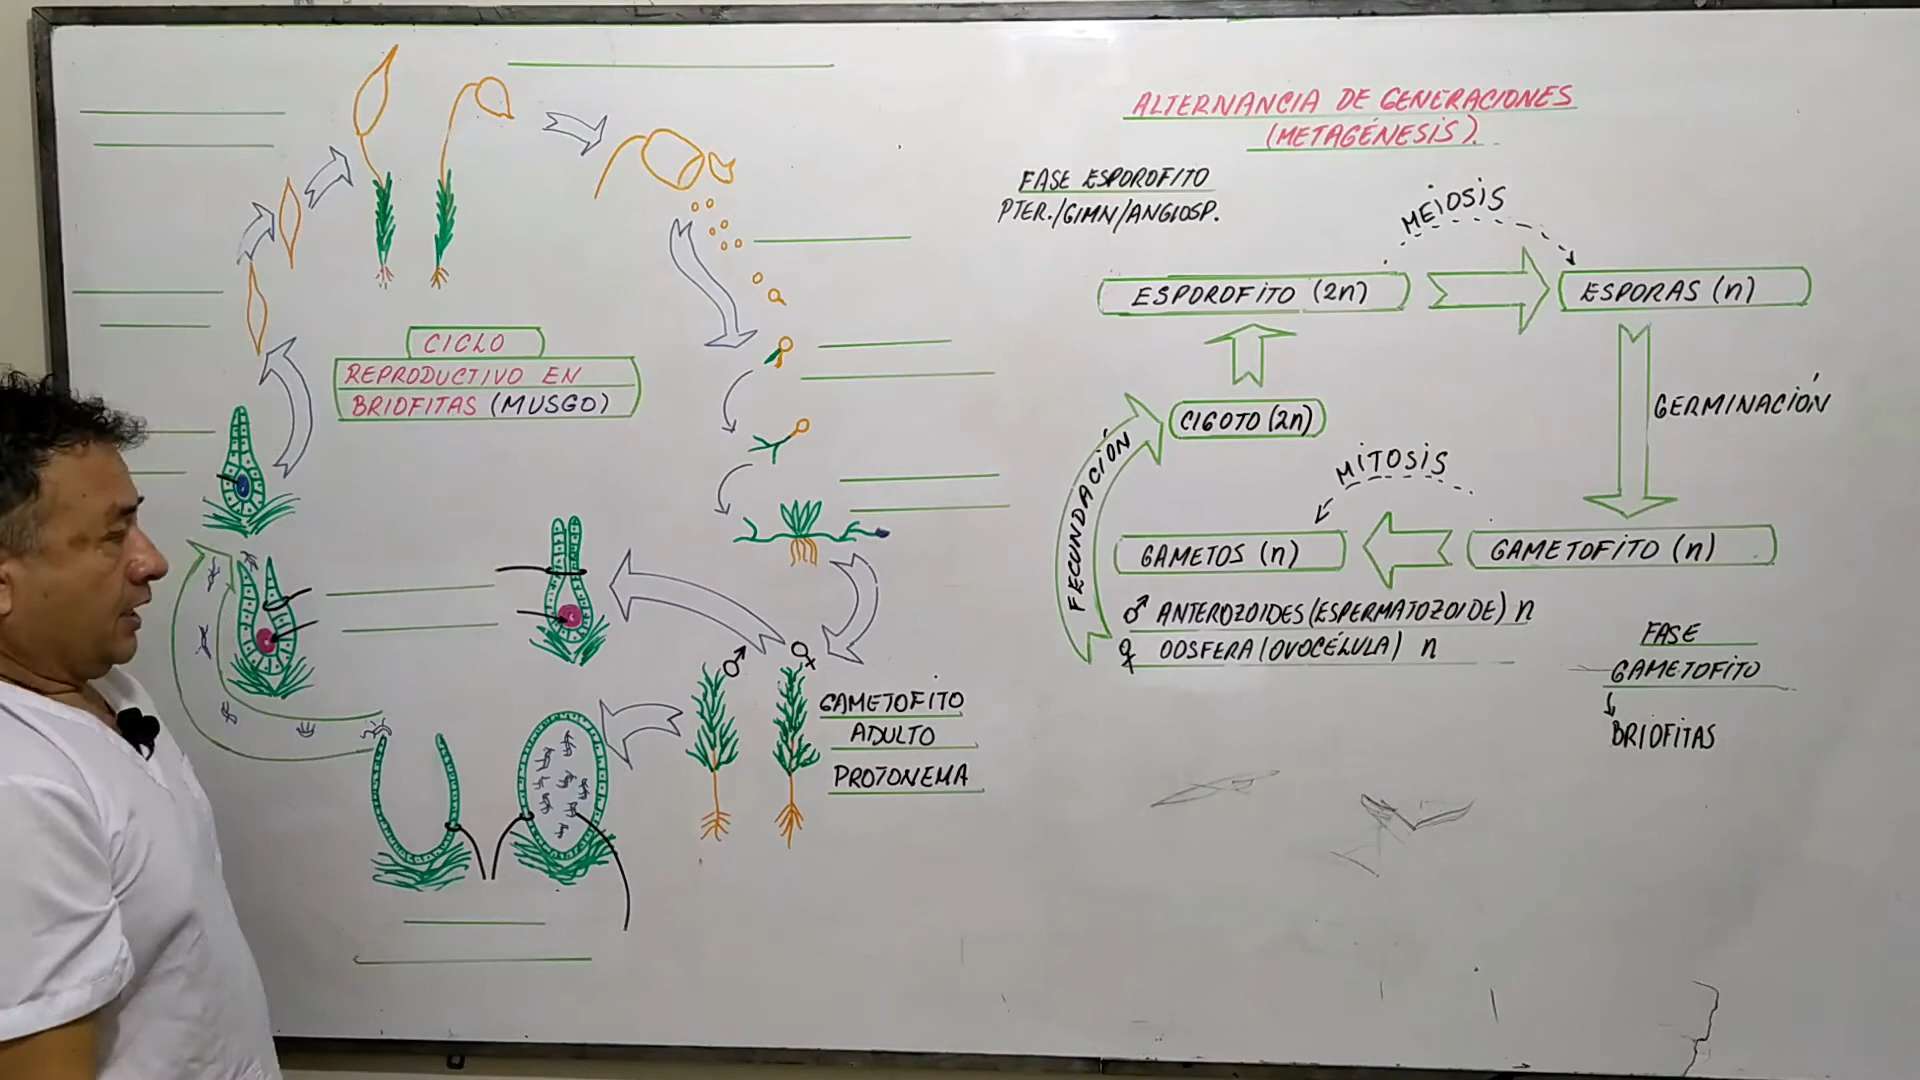 CICLO
REPRODUCTIVO EN
BRIOFITAS (MUSGO)
♂
♀
GAMETOFITO
ADULTO
PROTONEMA
ALTERNANCIA DE GENERACIONES
(METAGÉNESIS).
FASE ESPOROFITO
PTER./GIMN/ANGIOSP.
MEIOSIS
ESPOROFITO (2n)
ESPORAS (n)
GERMINACIÓN
CIGOTO (2n)
FECUNDACIÓN
MITOSIS
GAMETOS (n)
GAMETOFITO (n)
♂ ANTEROZOIDES (ESPERMATOZOIDE) n
♀ OOSFERA (OVOCÉLULA) n
FASE
GAMETOFITO
BRIOFITAS